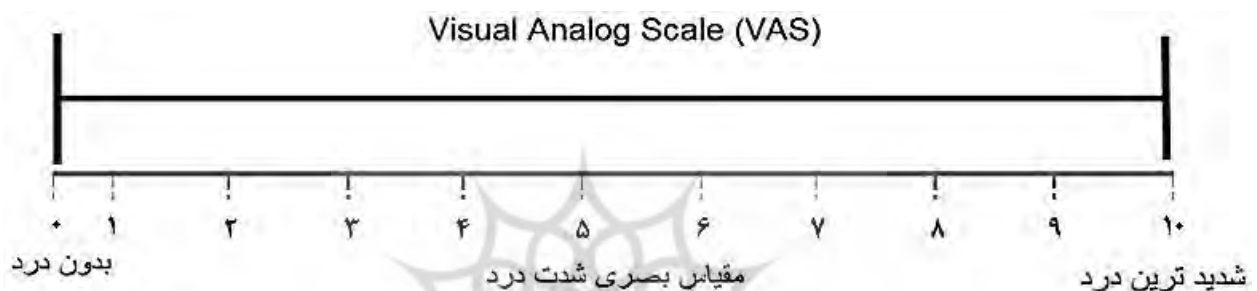 Visual Analog Scale (VAS)
۰ ۱ ۲ ۳ ۴ ۵ ۶ ۷ ۸ ۹ ۱۰
بدون درد
مقیاس بصری شدت درد
شدید ترین درد